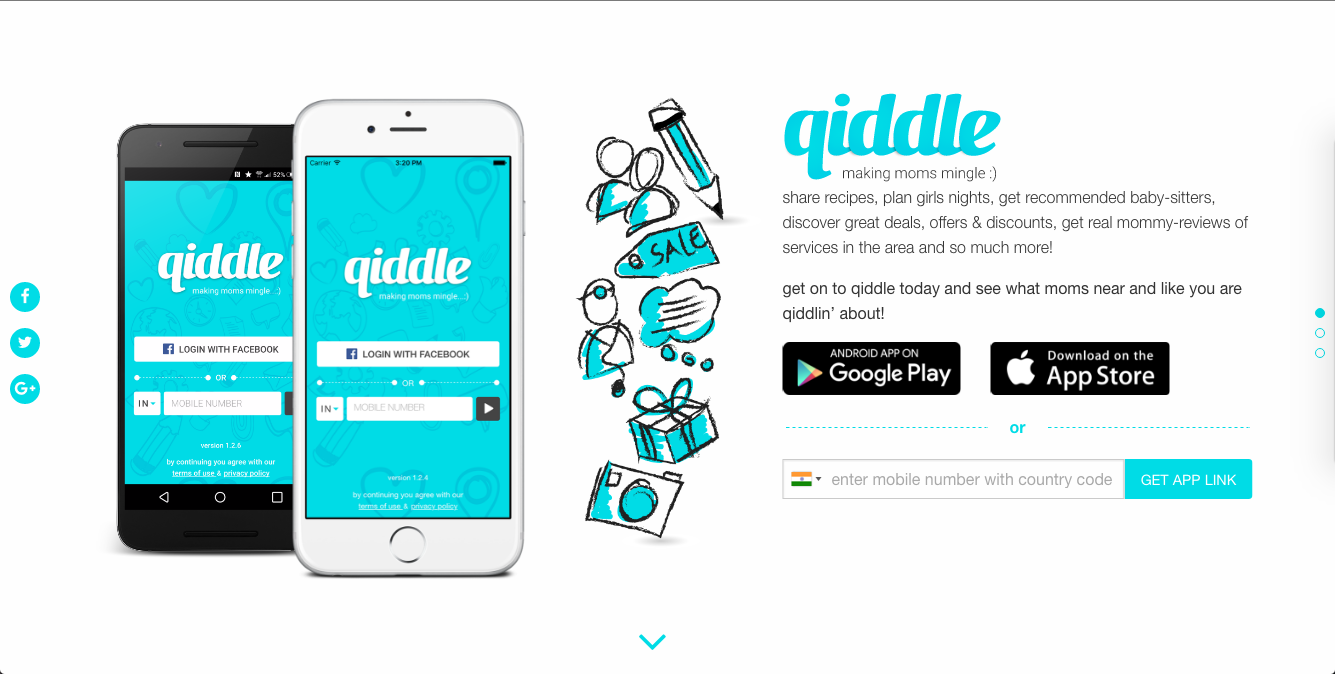 52%
qiddle
making moms mingle :)
LOGIN WITH FACEBOOK
OR
IN
MOBILE NUMBER
version 1.2.6
by continuing you agree with our
terms of use & privacy policy
Carrier
3:20 PM
qiddle
making moms mingle...:)
LOGIN WITH FACEBOOK
OR
IN
MOBILE NUMBER
version 1.2.4
by continuing you agree with our
terms of use & privacy policy
SALE
qiddle
making moms mingle :)
share recipes, plan girls nights, get recommended baby-sitters,
discover great deals, offers & discounts, get real mommy-reviews of
services in the area and so much more!
get on to qiddle today and see what moms near and like you are
qiddlin’ about!
ANDROID APP ON
Google Play
Download on the
App Store
or
enter mobile number with country code
GET APP LINK
f
G+